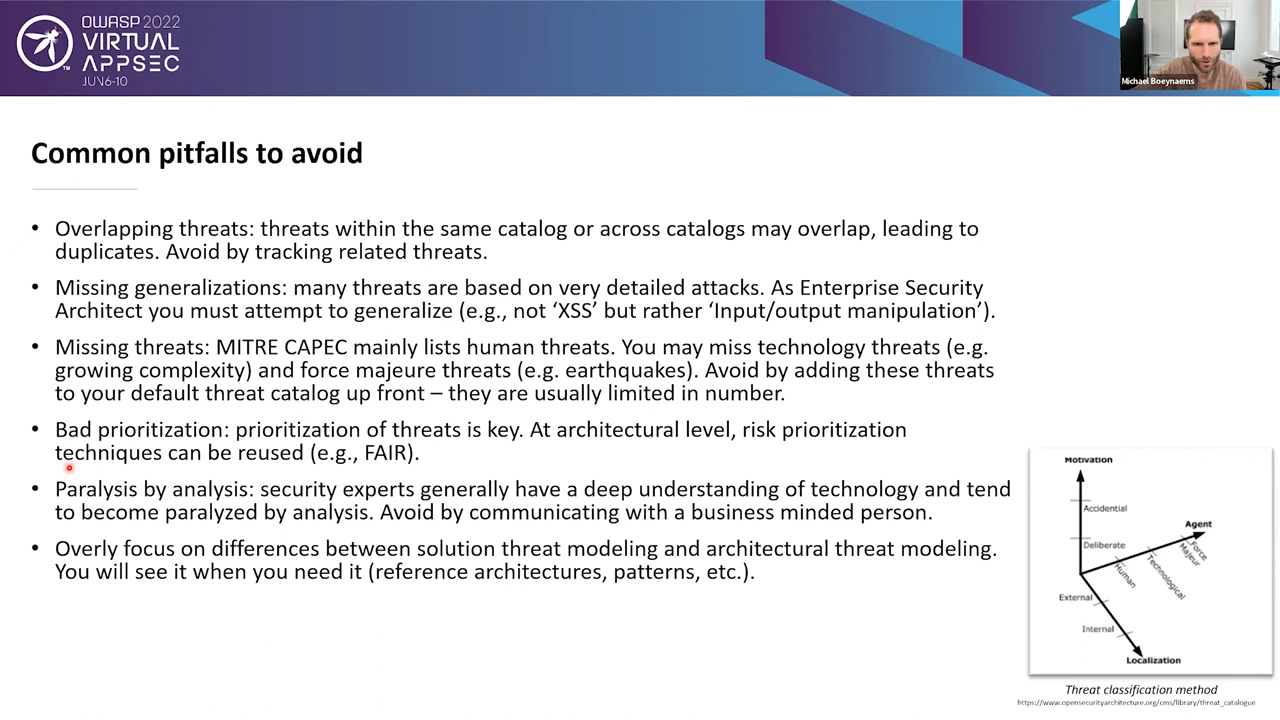 OWASP 2022
VIRTUAL
APPSEC
JUN 6-10
Michael Boeynaems
Common pitfalls to avoid
• Overlapping threats: threats within the same catalog or across catalogs may overlap, leading to
duplicates. Avoid by tracking related threats.
• Missing generalizations: many threats are based on very detailed attacks. As Enterprise Security
Architect you must attempt to generalize (e.g., not ‘XSS’ but rather ‘Input/output manipulation’).
• Missing threats: MITRE CAPEC mainly lists human threats. You may miss technology threats (e.g.
growing complexity) and force majeure threats (e.g. earthquakes). Avoid by adding these threats
to your default threat catalog up front – they are usually limited in number.
• Bad prioritization: prioritization of threats is key. At architectural level, risk prioritization
techniques can be reused (e.g., FAIR).
• Paralysis by analysis: security experts generally have a deep understanding of technology and tend
to become paralyzed by analysis. Avoid by communicating with a business minded person.
• Overly focus on differences between solution threat modeling and architectural threat modeling.
You will see it when you need it (reference architectures, patterns, etc.).
Motivation
Accidential
Agent
Deliberate
Force
Majeur
Human
Technological
External
Internal
Localization
Threat classification method
https://www.opensecurityarchitecture.org/cms/library/threat_catalogue